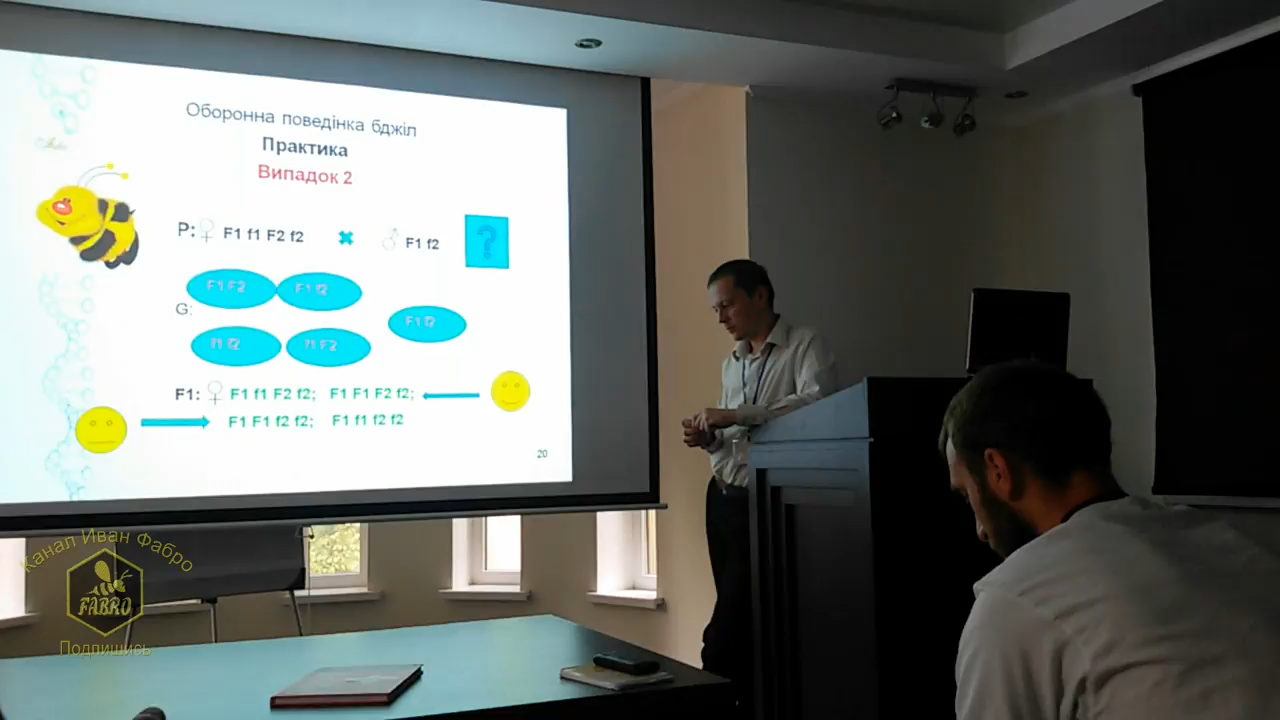 Оборонна поведінка бджіл
Практика
Випадок 2
P: ♀ F1 f1 F2 f2 ✖ ♂ F1 f2 ?
F1 F2 F1 f2
G: F1 f2
f1 f2 f1 F2
F1: ♀ F1 f1 F2 f2; F1 F1 F2 f2;
F1 F1 f2 f2; F1 f1 f2 f2
20
Канал Иван Фабро
FABRO
Подпришись